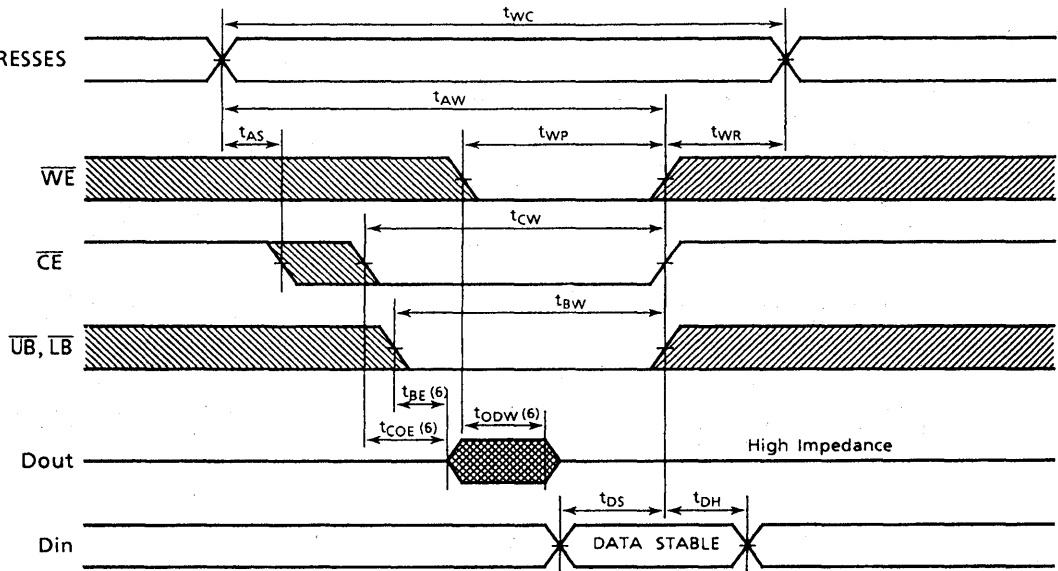 tWC
RESSES
tAW
tAS
tWP
tWR
WE
tCW
CE
tBW
UB, LB
tBE (6)
tCOE (6)
tODW (6)
Dout
High Impedance
tDS
tDH
Din
DATA STABLE